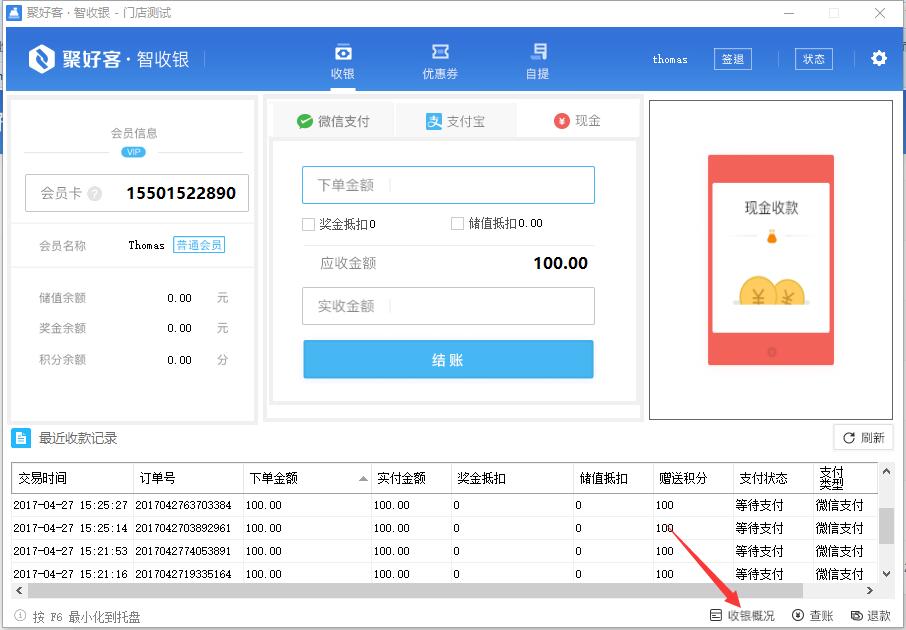 聚好客·智收银 - 门店测试
聚好客·智收银
收银
优惠券
自提
thomas
签退
状态
会员信息
VIP
会员卡 ? 15501522890
会员名称 Thomas 普通会员
储值余额 0.00 元
奖金余额 0.00 元
积分余额 0.00 分
微信支付
支付宝
现金
下单金额
奖金抵扣0 储值抵扣0.00
应收金额 100.00
实收金额
结账
现金收款
最近收款记录
刷新
交易时间 订单号 下单金额 实付金额 奖金抵扣 储值抵扣 赠送积分 支付状态 支付类型
2017-04-27 15:25:27 2017042763703384 100.00 100.00 0 0 100 等待支付 微信支付
2017-04-27 15:25:14 2017042703892961 100.00 100.00 0 0 100 等待支付 微信支付
2017-04-27 15:21:53 2017042774053891 100.00 100.00 0 0 100 等待支付 微信支付
2017-04-27 15:21:16 2017042719335164 100.00 100.00 0 0 100 等待支付 微信支付
按 F6 最小化到托盘
收银概况 查账 退款